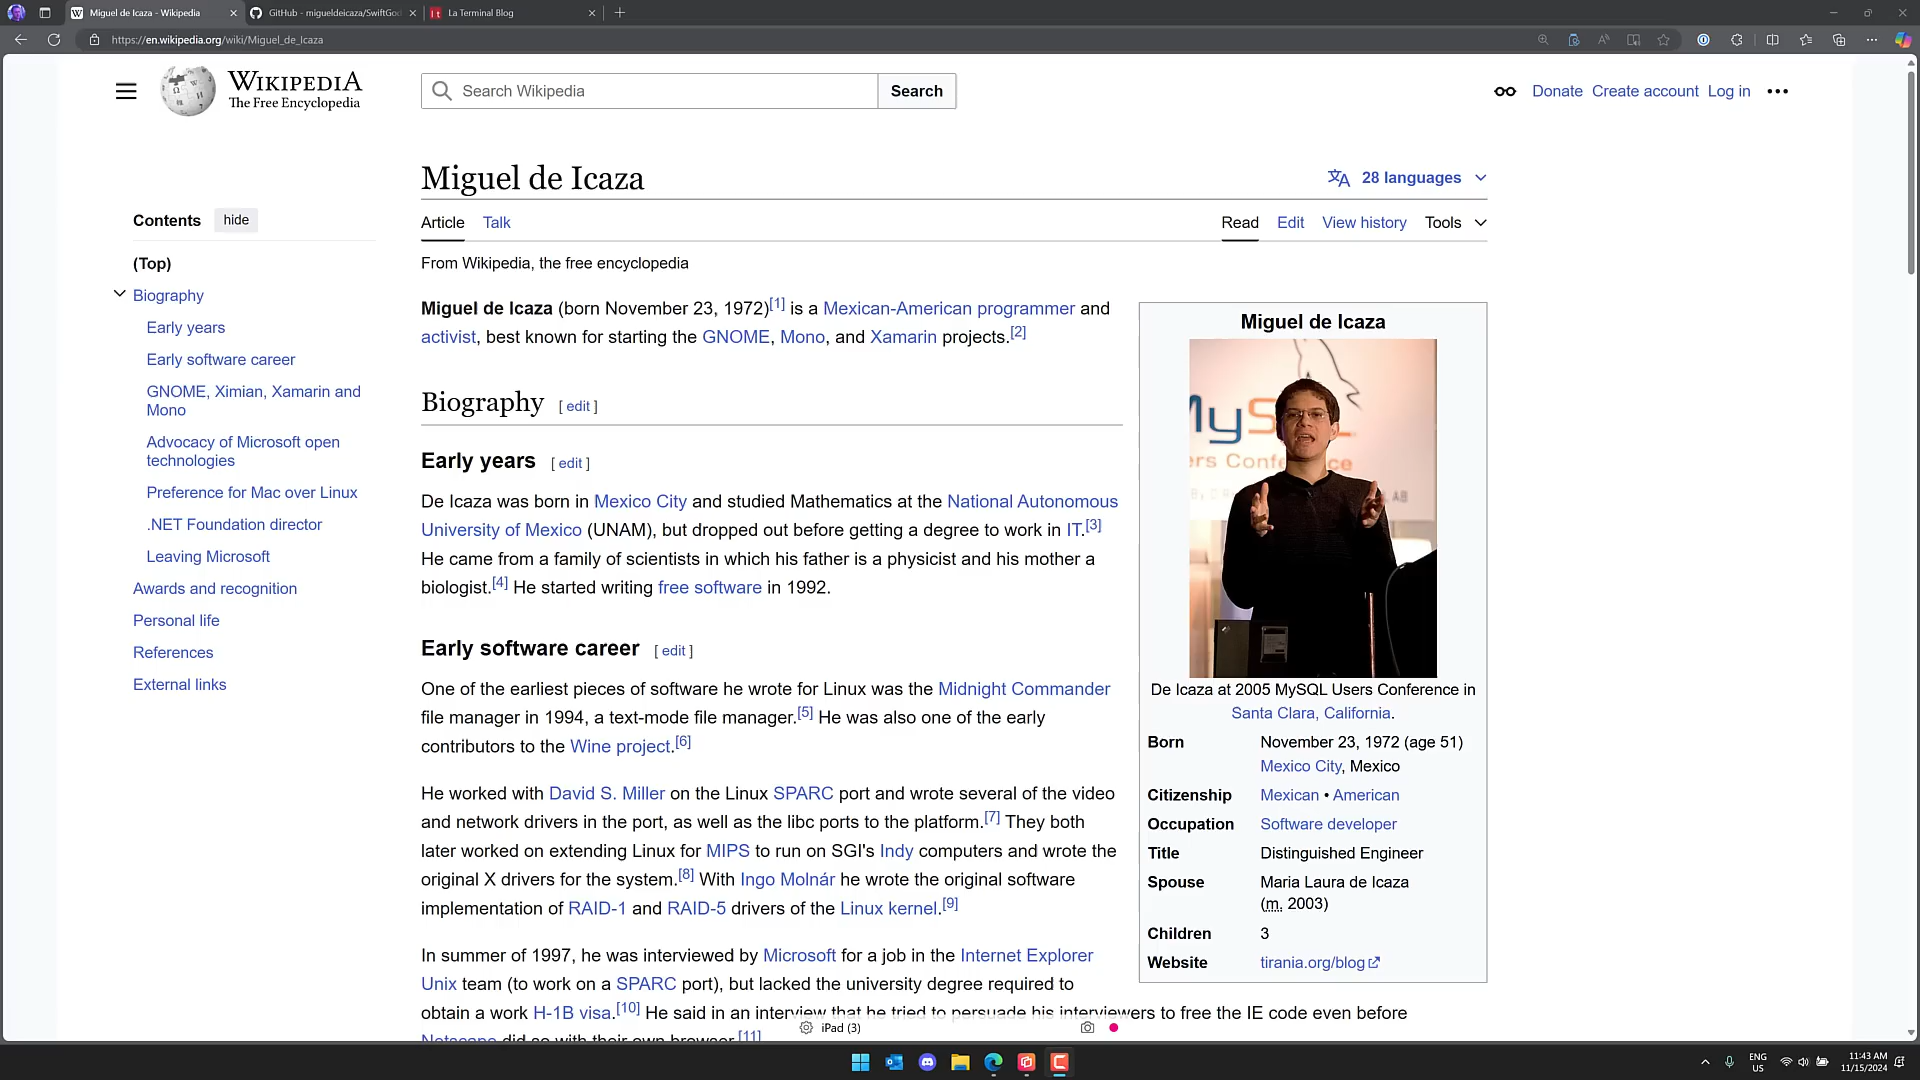 Miguel de Icaza - Wikipedia
GitHub - migueldeicaza/SwiftGod
La Terminal Blog
https://en.wikipedia.org/wiki/Miguel_de_Icaza
WIKIPEDIA
The Free Encyclopedia
Search Wikipedia
Search
Donate
Create account
Log in
Contents
hide
(Top)
Biography
Early years
Early software career
GNOME, Ximian, Xamarin and
Mono
Advocacy of Microsoft open
technologies
Preference for Mac over Linux
.NET Foundation director
Leaving Microsoft
Awards and recognition
Personal life
References
External links
Miguel de Icaza
28 languages
Article
Talk
Read
Edit
View history
Tools
From Wikipedia, the free encyclopedia
Miguel de Icaza (born November 23, 1972)[1] is a Mexican-American programmer and
activist, best known for starting the GNOME, Mono, and Xamarin projects.[2]
Biography [ edit ]
Early years [ edit ]
De Icaza was born in Mexico City and studied Mathematics at the National Autonomous
University of Mexico (UNAM), but dropped out before getting a degree to work in IT.[3]
He came from a family of scientists in which his father is a physicist and his mother a
biologist.[4] He started writing free software in 1992.
Early software career [ edit ]
One of the earliest pieces of software he wrote for Linux was the Midnight Commander
file manager in 1994, a text-mode file manager.[5] He was also one of the early
contributors to the Wine project.[6]
He worked with David S. Miller on the Linux SPARC port and wrote several of the video
and network drivers in the port, as well as the libc ports to the platform.[7] They both
later worked on extending Linux for MIPS to run on SGI's Indy computers and wrote the
original X drivers for the system.[8] With Ingo Molnár he wrote the original software
implementation of RAID-1 and RAID-5 drivers of the Linux kernel.[9]
In summer of 1997, he was interviewed by Microsoft for a job in the Internet Explorer
Unix team (to work on a SPARC port), but lacked the university degree required to
obtain a work H-1B visa.[10] He said in an interview that he tried to persuade his interviewers to free the IE code even before
Netscape did so with their own browser.[11]
Miguel de Icaza
MyS
ers Conference
De Icaza at 2005 MySQL Users Conference in
Santa Clara, California.
Born
November 23, 1972 (age 51)
Mexico City, Mexico
Citizenship
Mexican • American
Occupation
Software developer
Title
Distinguished Engineer
Spouse
Maria Laura de Icaza
(m. 2003)
Children
3
Website
tirania.org/blog
iPad (3)
ENG
US
11:43 AM
11/15/2024